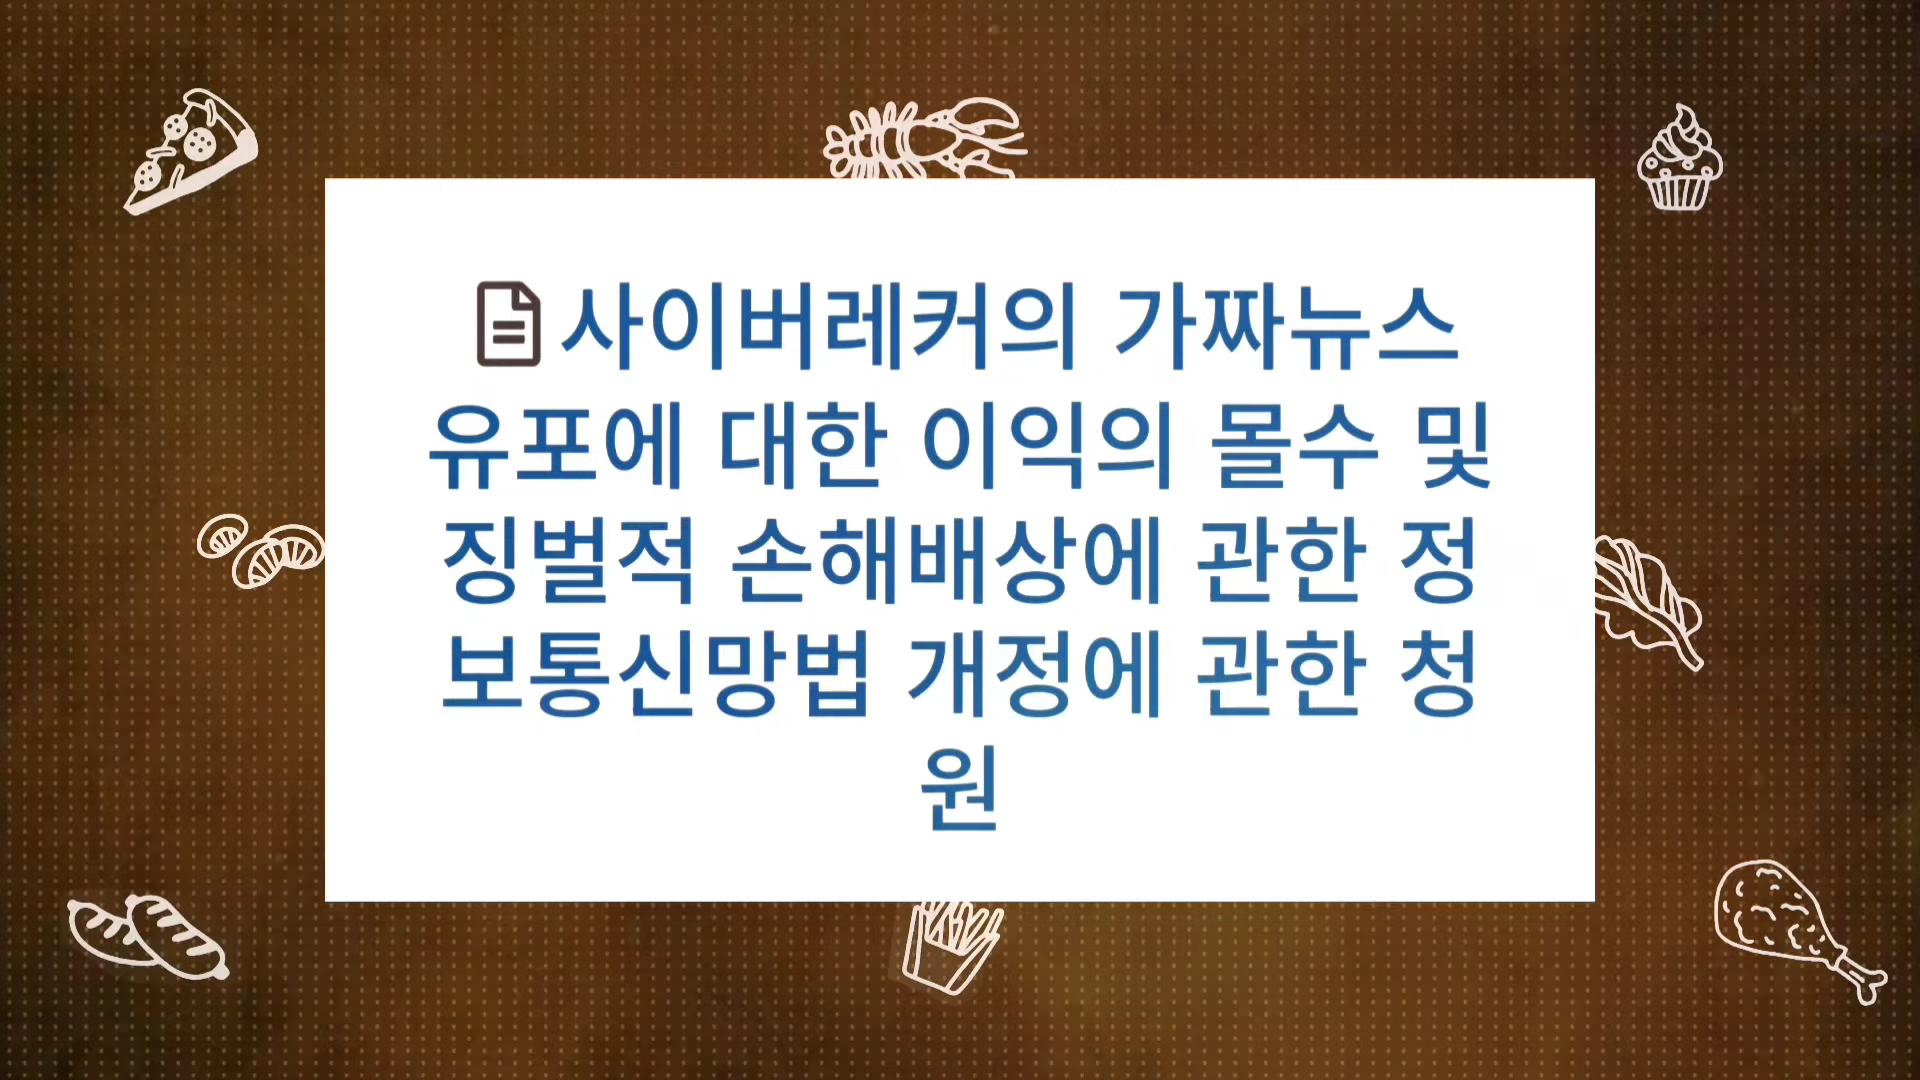 사이버레커의 가짜뉴스
유포에 대한 이익의 몰수 및
징벌적 손해배상에 관한 정
보통신망법 개정에 관한 청
원